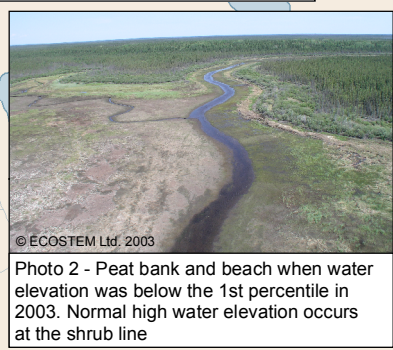 © ECOSTEM Ltd. 2003
Photo 2 - Peat bank and beach when water
elevation was below the 1st percentile in
2003. Normal high water elevation occurs
at the shrub line